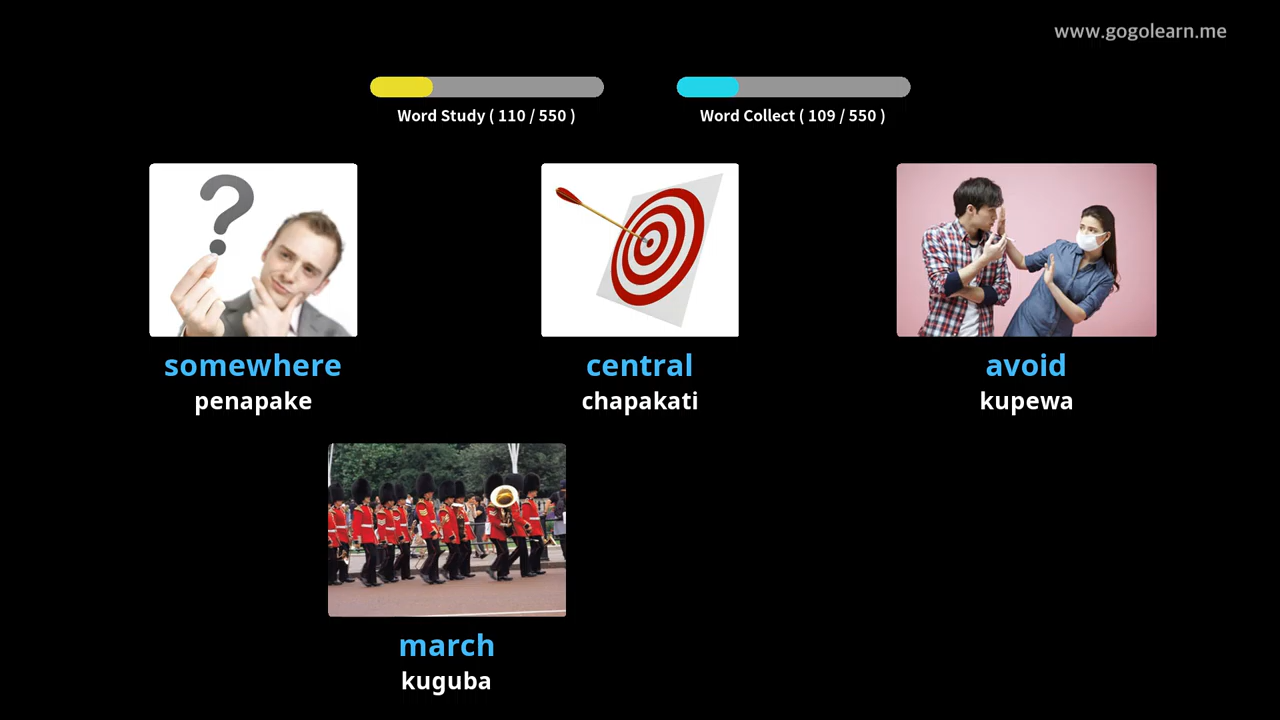 www.gogolearn.me
Word Study ( 110 / 550 )
Word Collect ( 109 / 550 )
somewhere
penapake
central
chapakati
avoid
kupewa
march
kuguba